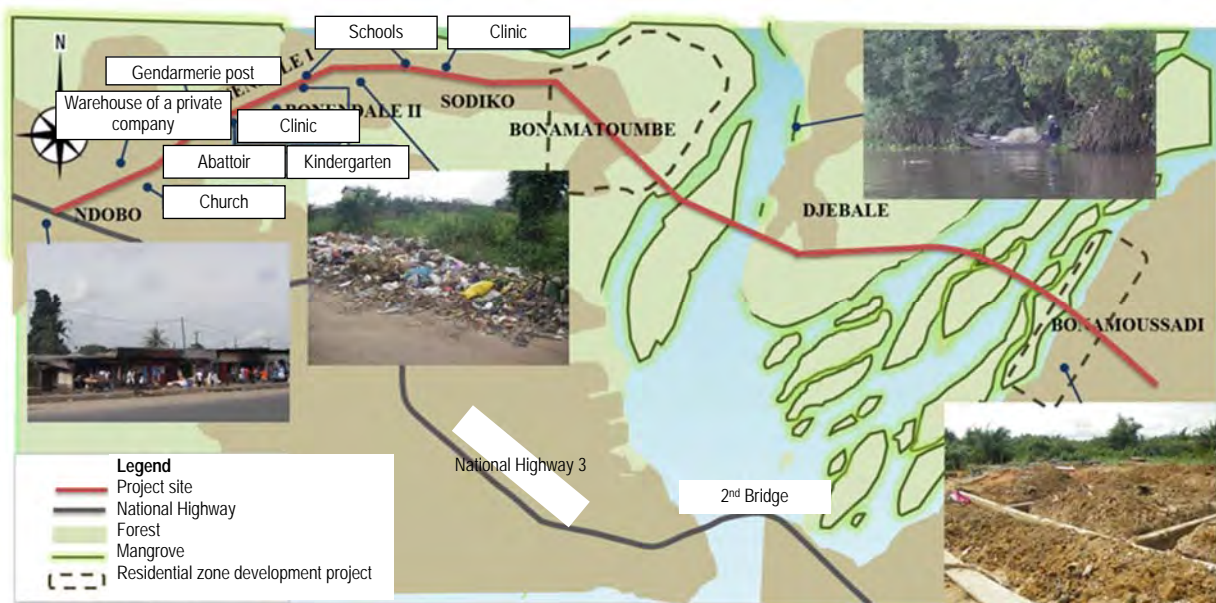 N
Schools
Clinic
Gendarmerie post
Warehouse of a private
company
Clinic
Abattoir
Kindergarten
Church
SODIKO
BONAMATOUMBE
NDOBO
DJEBALE
BONAMOUSSADI
National Highway 3
2nd Bridge
Legend
Project site
National Highway
Forest
Mangrove
Residential zone development project